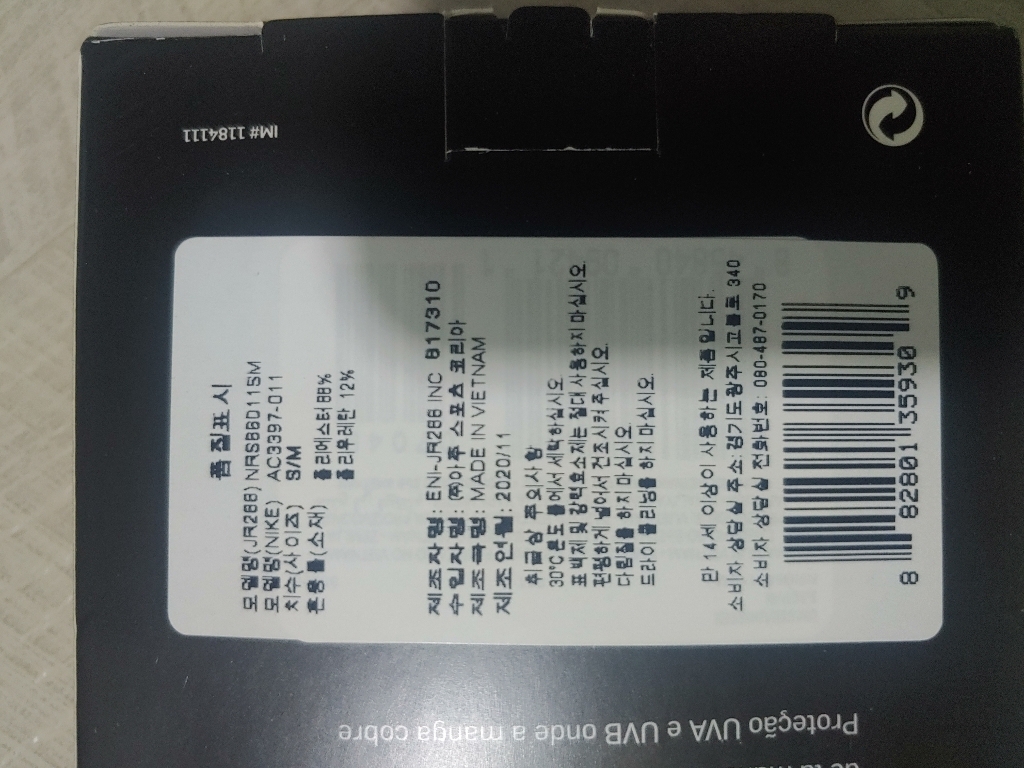 품 질 표 시
모 델 명(JR288) NRS86D11SM
모 델 명(NIKE) AC3397-011
치수(사이즈) S/M
혼용률(소재) 폴리에스터 88%
폴리우레탄 12%
제조자명: ENI-JR288 INC 817310
수입자명: ㈜아주 스포츠 코리아
제조국명: MADE IN VIETNAM
제조연월: 2020/11
취급상 주의사항
30°C 온도 물에서 세탁하십시오.
표백제 및 강력효소제는 절대 사용하지 마십시오.
편평하게 널어서 건조시켜 주십시오.
다림질을 하지 마십시오.
드라이 클리닝을 하지 마십시오.
만 14세 이상이 사용하는 제품입니다.
소비자 상담실 주소: 경기도 광주시 고불로 340
소비자 상담실 전화번호: 080-487-0170
8 82801 35930 9
IM# 1184111
Proteção UVA e UVB onde a manga cobre